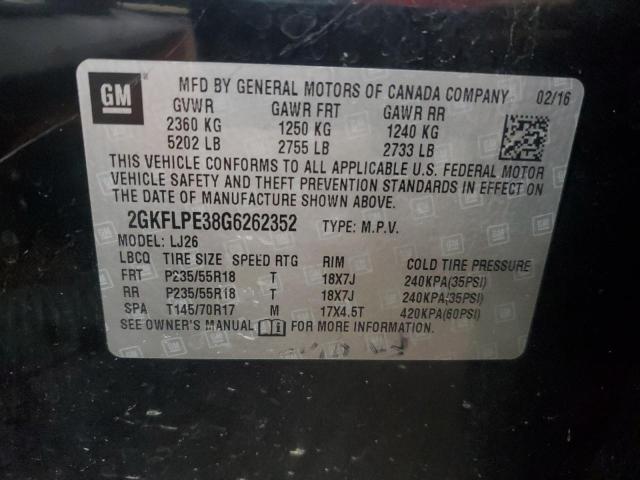 GM
MFD BY GENERAL MOTORS OF CANADA COMPANY 02/16
GVWR GAWR FRT GAWR RR
2360 KG 1250 KG 1240 KG
5202 LB 2755 LB 2733 LB
THIS VEHICLE CONFORMS TO ALL APPLICABLE U.S. FEDERAL MOTOR
VEHICLE SAFETY AND THEFT PREVENTION STANDARDS IN EFFECT ON
THE DATE OF MANUFACTURE SHOWN ABOVE.
2GKFLPE38G6262352 TYPE: M.P.V.
MODEL: LJ26
LBCQ TIRE SIZE SPEED RTG RIM COLD TIRE PRESSURE
FRT P235/55R18 T 18X7J 240KPA(35PSI)
RR P235/55R18 T 18X7J 240KPA(35PSI)
SPA T145/70R17 M 17X4.5T 420KPA(60PSI)
SEE OWNER'S MANUAL FOR MORE INFORMATION.